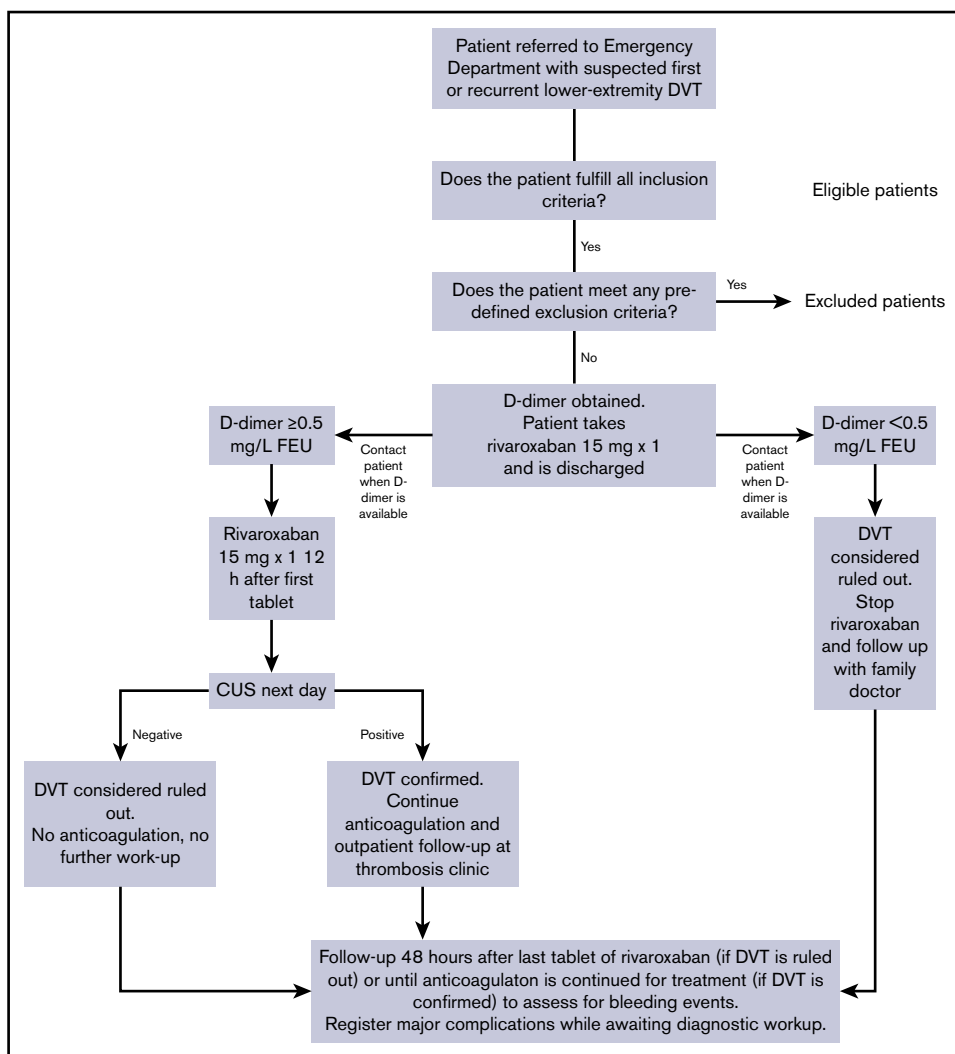 Patient referred to Emergency
Department with suspected first
or recurrent lower-extremity DVT
Does the patient fulfill all inclusion
criteria?
Eligible patients
Yes
Does the patient meet any pre-
defined exclusion criteria?
Yes
Excluded patients
No
D-dimer obtained.
Patient takes
rivaroxaban 15 mg x 1
and is discharged
D-dimer ≥0.5
mg/L FEU
Contact
patient
when D-
dimer is
available
D-dimer <0.5
mg/L FEU
Contact
patient
when D-
dimer is
available
Rivaroxaban
15 mg x 1 12
h after first
tablet
DVT
considered
ruled out.
Stop
rivaroxaban
and follow up
with family
doctor
CUS next day
Negative
Positive
DVT considered ruled
out.
No anticoagulation, no
further work-up
DVT confirmed.
Continue
anticoagulation and
outpatient follow-up at
thrombosis clinic
Follow-up 48 hours after last tablet of rivaroxaban (if DVT is ruled
out) or until anticoagulaton is continued for treatment (if DVT is
confirmed) to assess for bleeding events.
Register major complications while awaiting diagnostic workup.